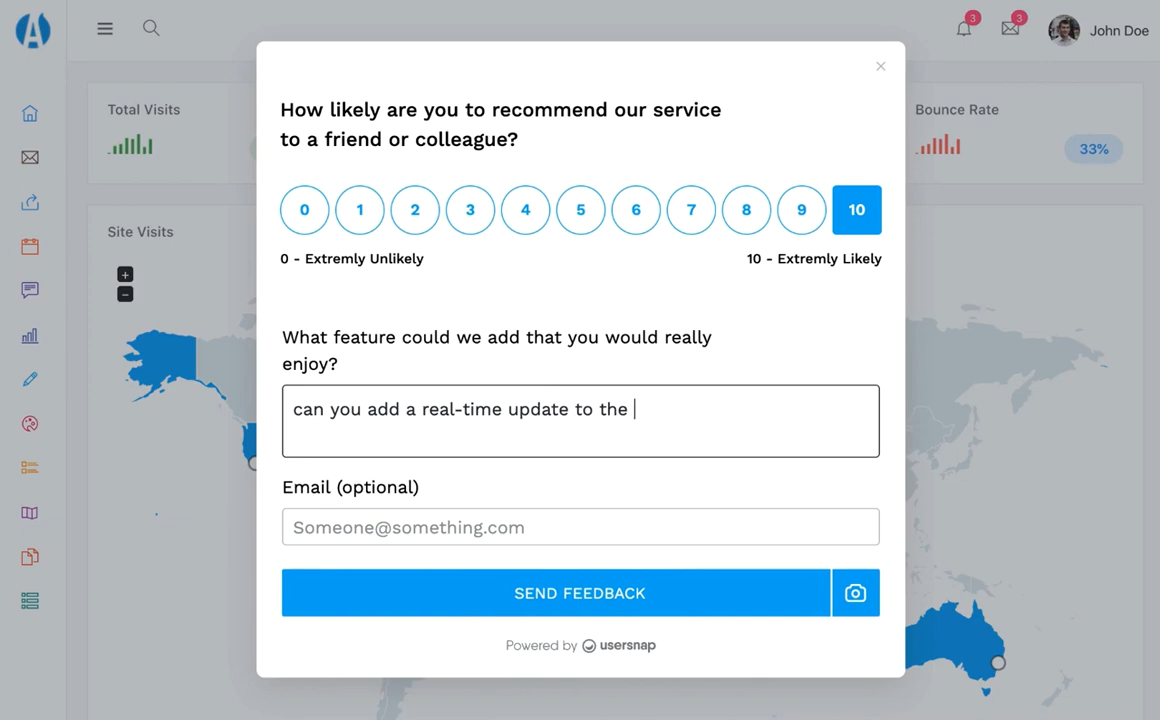 3
3
John Doe
Total Visits
Bounce Rate
33%
Site Visits
+
−
How likely are you to recommend our service
to a friend or colleague?
0 1 2 3 4 5 6 7 8 9 10
0 - Extremly Unlikely
10 - Extremly Likely
What feature could we add that you would really
enjoy?
can you add a real-time update to the
Email (optional)
Someone@something.com
SEND FEEDBACK
Powered by usersnap